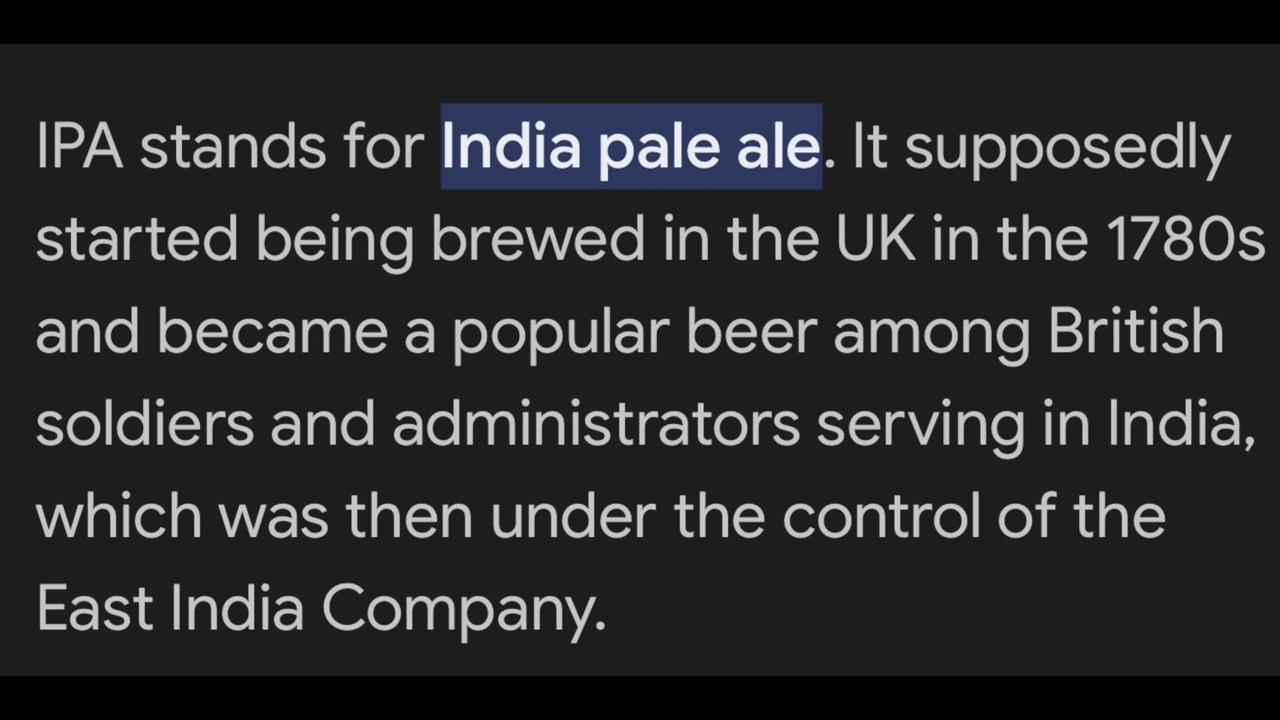 IPA stands for India pale ale. It supposedly
started being brewed in the UK in the 1780s
and became a popular beer among British
soldiers and administrators serving in India,
which was then under the control of the
East India Company.